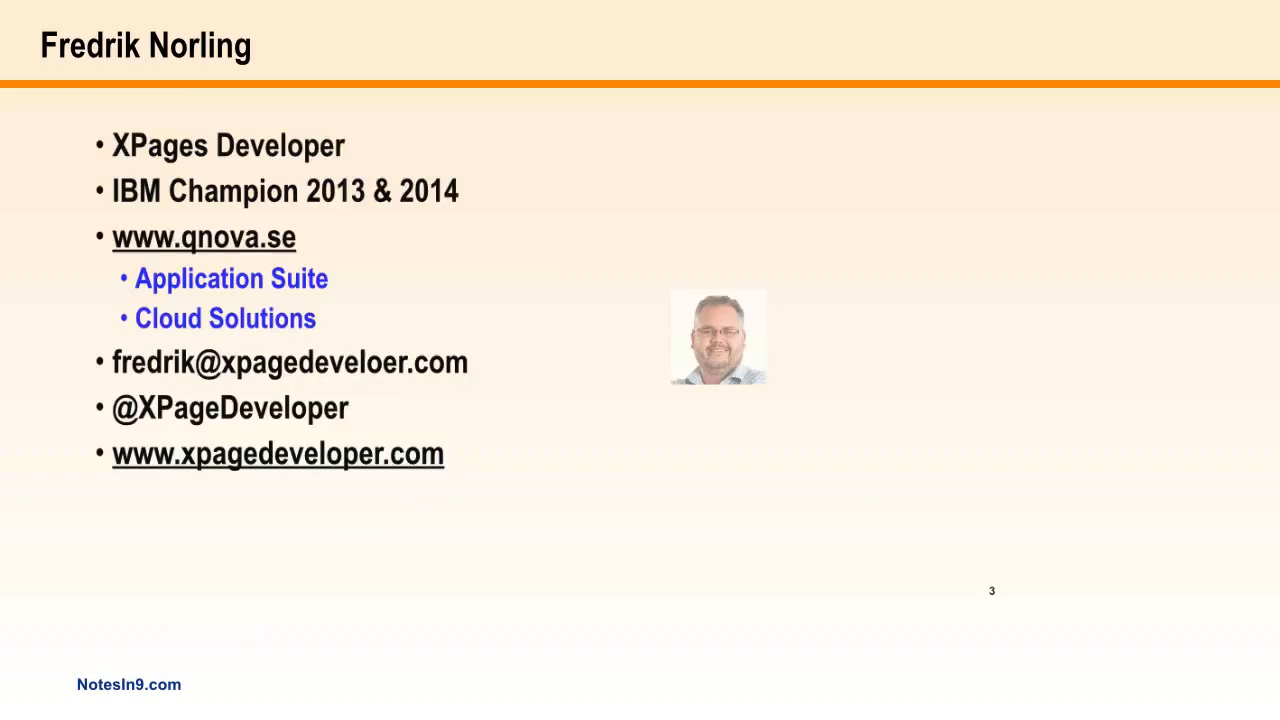 Fredrik Norling
• XPages Developer
• IBM Champion 2013 & 2014
• www.qnova.se
• Application Suite
• Cloud Solutions
• fredrik@xpagedeveloer.com
• @XPageDeveloper
• www.xpagedeveloper.com
3
NotesIn9.com